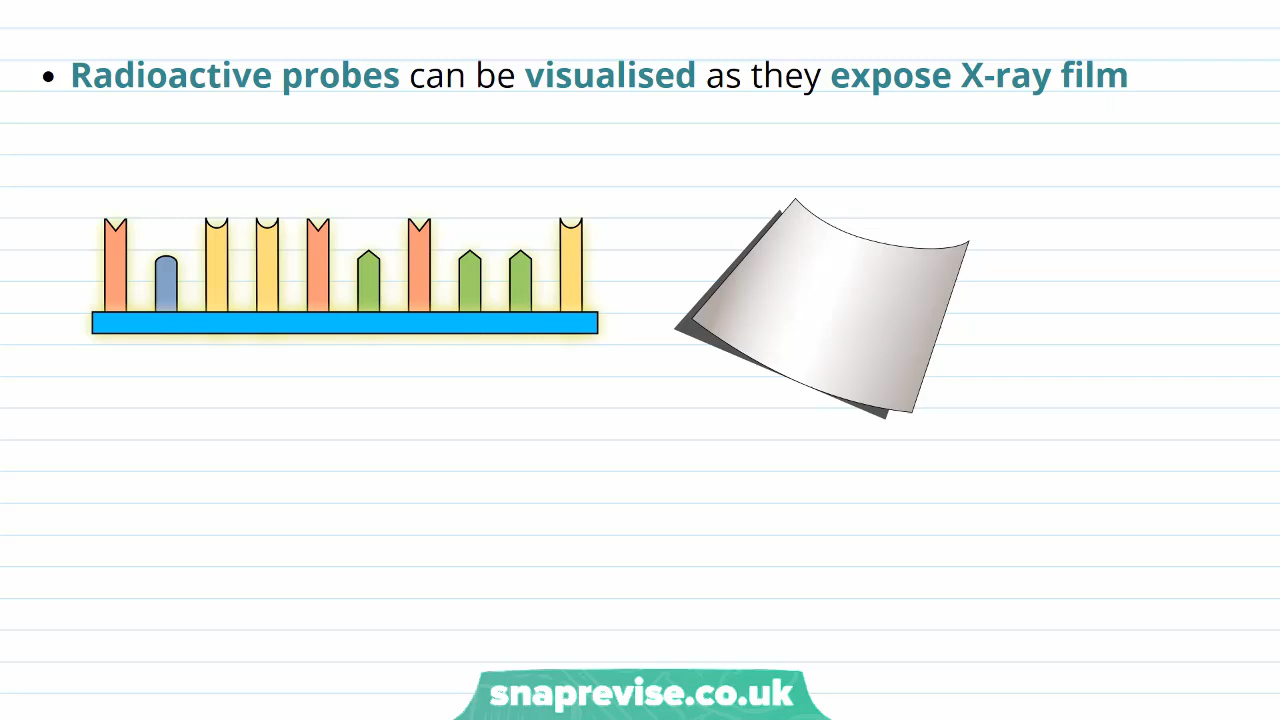 • Radioactive probes can be visualised as they expose X-ray film
snaprevise.co.uk